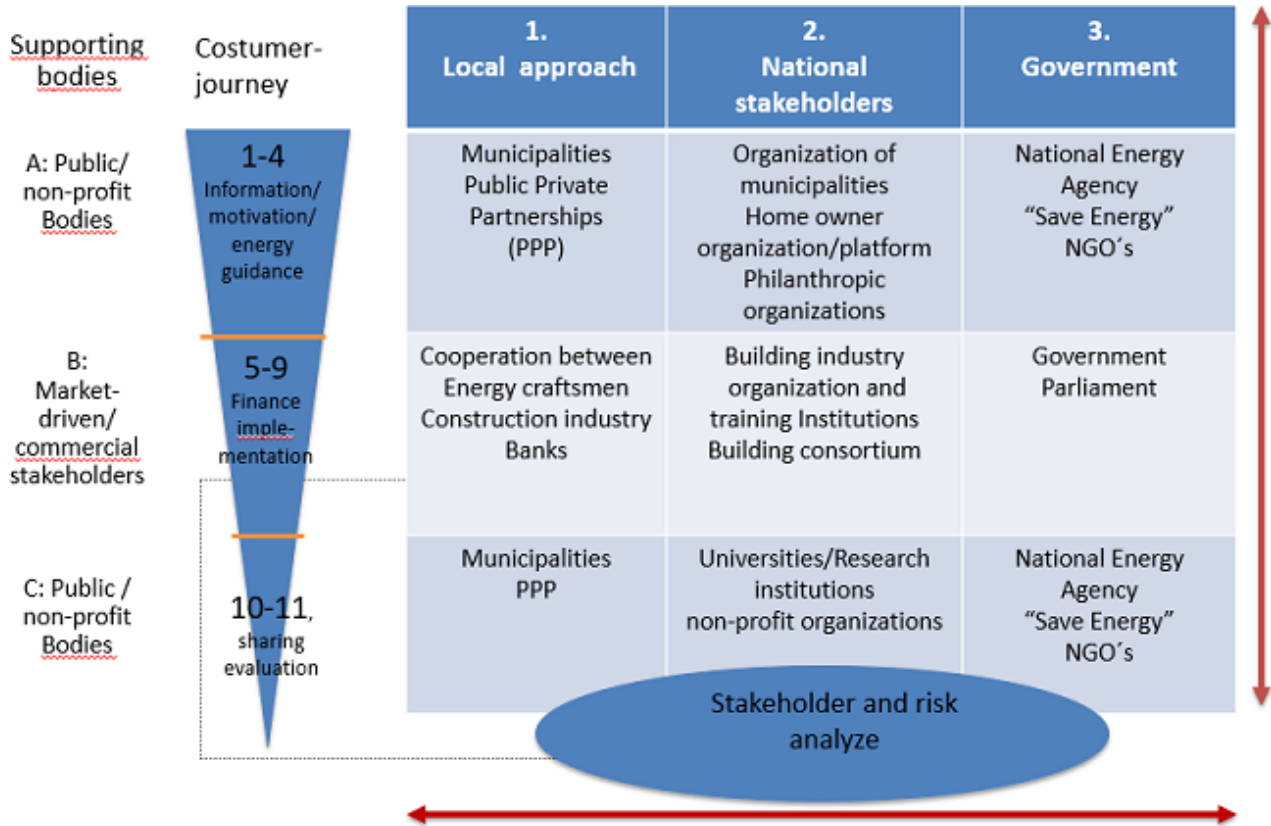 Supporting
bodies
Costumer-
journey
1.
Local approach
2.
National
stakeholders
3.
Government
A: Public/
non-profit
Bodies
1-4
Information/
motivation/
energy
guidance
Municipalities
Public Private
Partnerships
(PPP)
Organization of
municipalities
Home owner
organization/platform
Philanthropic
organizations
National Energy
Agency
“Save Energy”
NGO´s
B:
Market-
driven/
commercial
stakeholders
5-9
Finance
imple-
mentation
Cooperation between
Energy craftsmen
Construction industry
Banks
Building industry
organization and
training Institutions
Building consortium
Government
Parliament
C: Public /
non-profit
Bodies
10-11,
sharing
evaluation
Municipalities
PPP
Universities/Research
institutions
non-profit organizations
National Energy
Agency
“Save Energy”
NGO´s
Stakeholder and risk
analyze